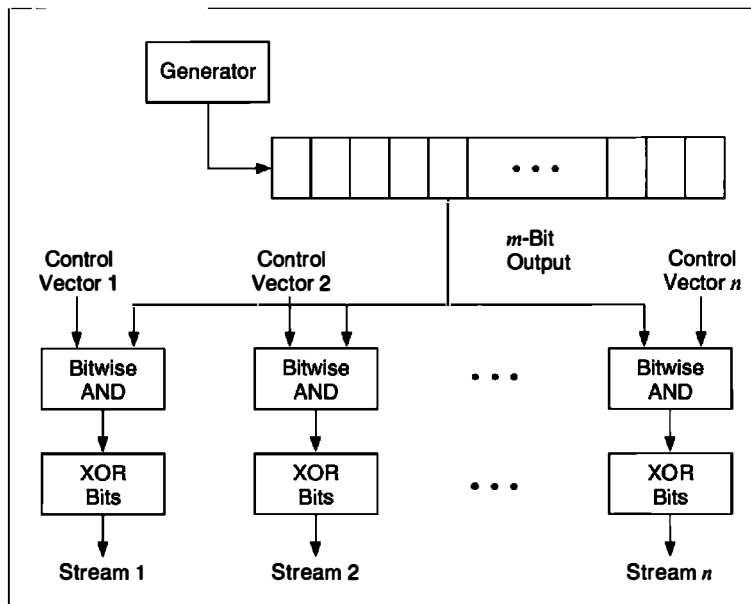 Generator
• • •
m-Bit
Output
Control
Vector 1
Control
Vector 2
Control
Vector n
Bitwise
AND
Bitwise
AND
• • •
Bitwise
AND
XOR
Bits
XOR
Bits
• • •
XOR
Bits
Stream 1
Stream 2
Stream n